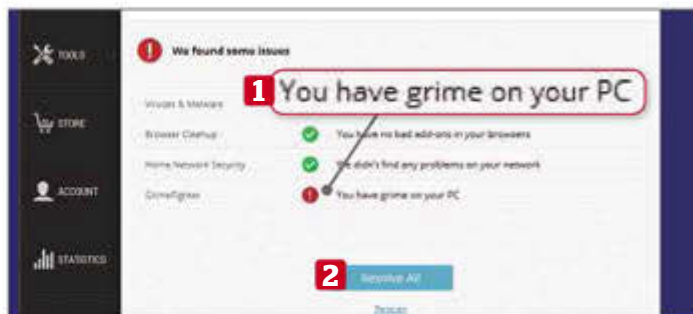 TOOLS
STORE
ACCOUNT
STATISTICS
We found some issues
1 You have grime on your PC
Viruses & Malware
Browser Cleanup
You have no bad add-ons in your browsers
Home Network Security
We didn't find any problems on your network
GrimeFighter
You have grime on your PC
2 Resolve All